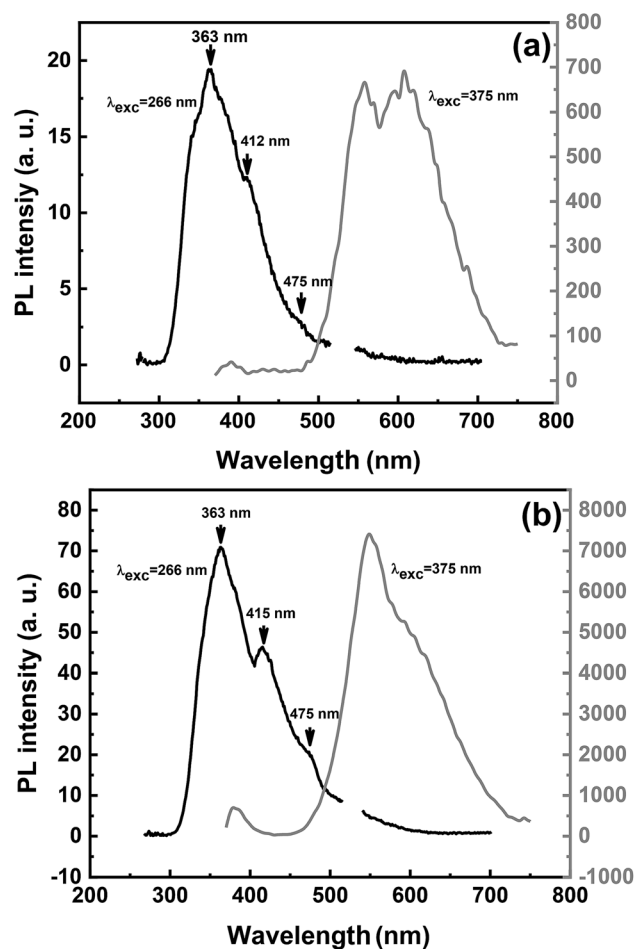 363 nm
(a)
λexc=266 nm
λexc=375 nm
412 nm
475 nm
PL intensiy (a. u.)
20
15
10
5
0
800
700
600
500
400
300
200
100
0
200 300 400 500 600 700 800
Wavelength (nm)
363 nm
(b)
λexc=266 nm
λexc=375 nm
415 nm
475 nm
PL intensity (a. u.)
80
70
60
50
40
30
20
10
0
-10
8000
7000
6000
5000
4000
3000
2000
1000
0
-1000
200 300 400 500 600 700 800
Wavelength (nm)